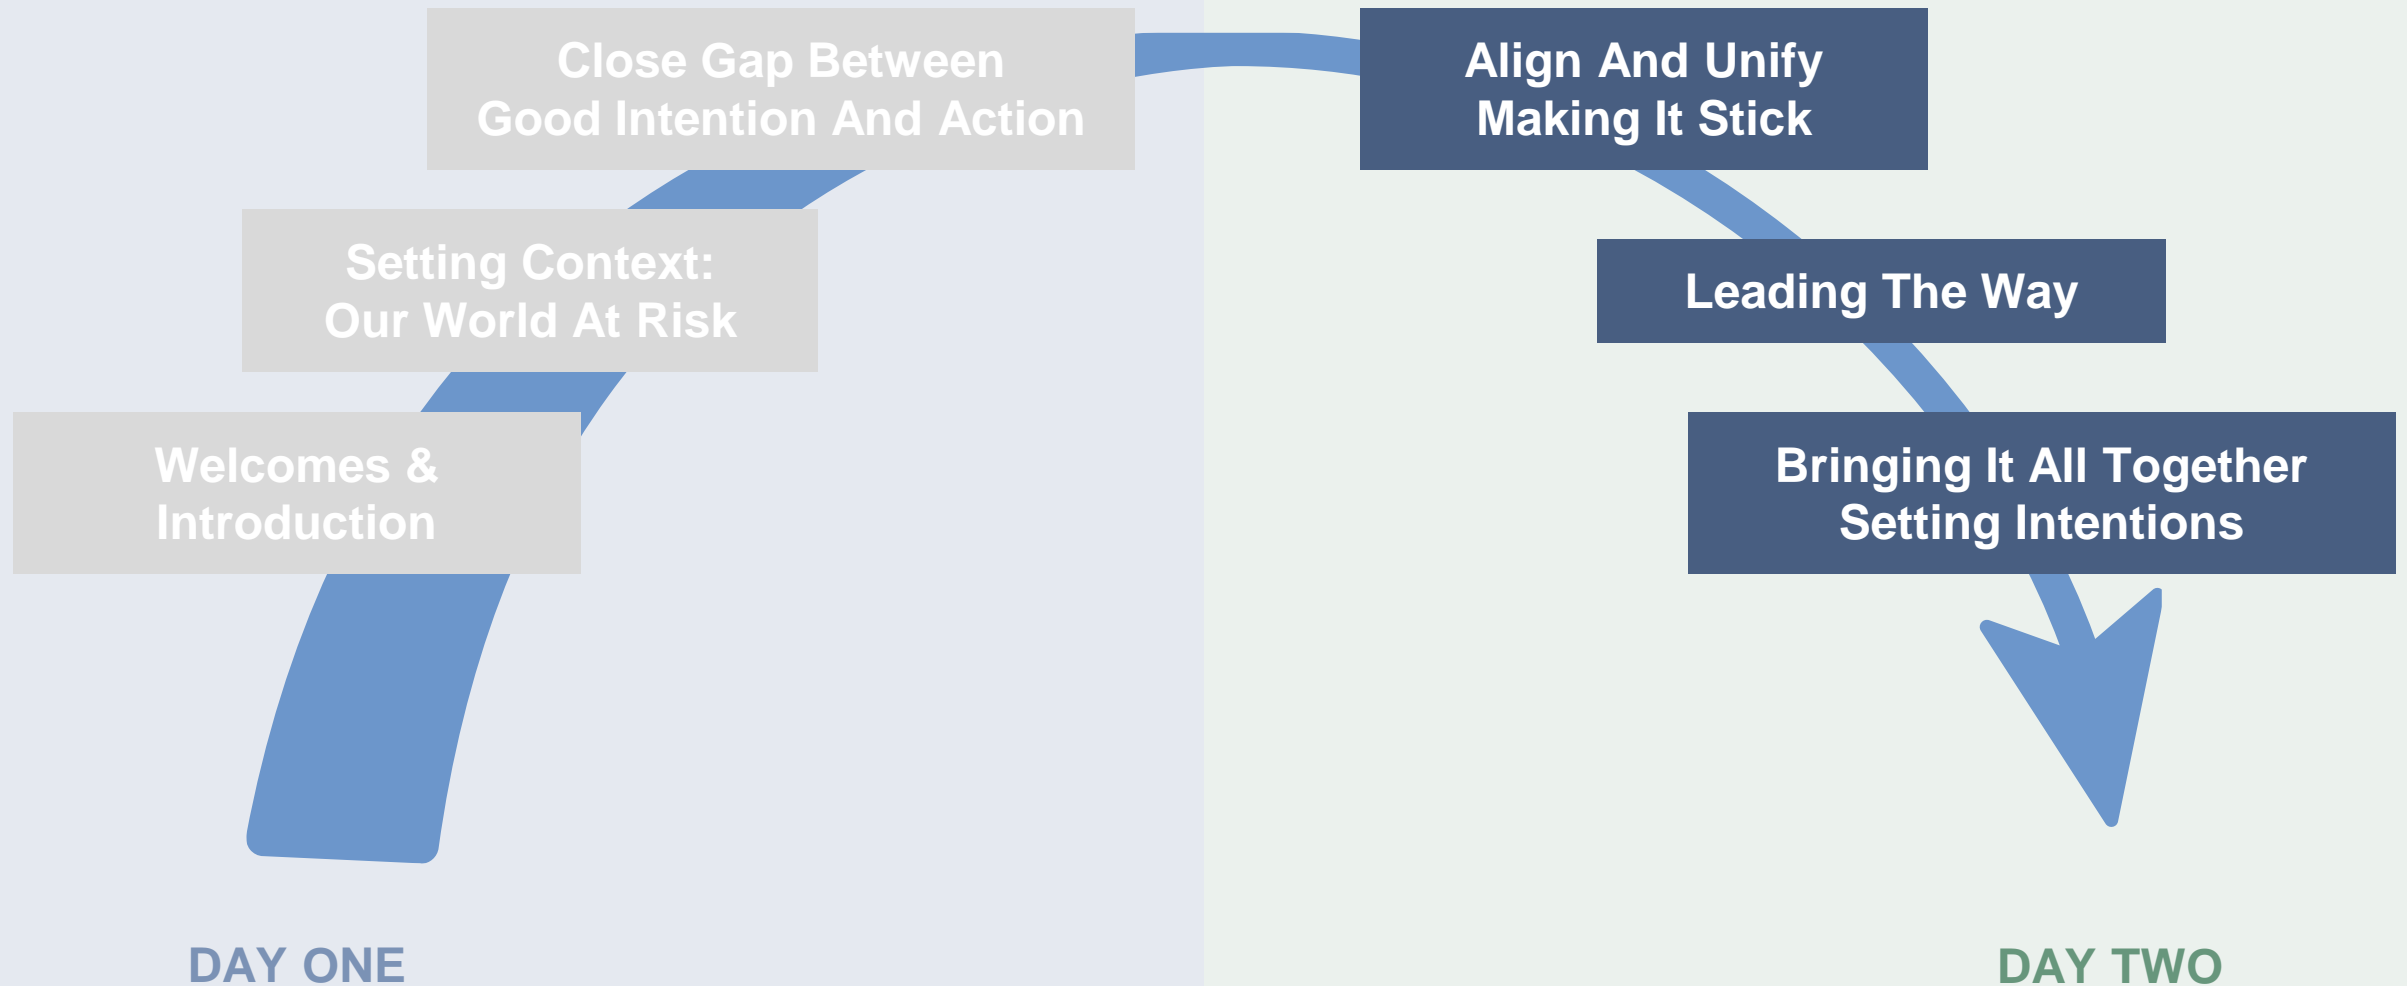 Close Gap Between
Good Intention And Action
Setting Context:
Our World At Risk
Welcomes &
Introduction
DAY ONE
Align And Unify
Making It Stick
Leading The Way
Bringing It All Together
Setting Intentions
DAY TWO